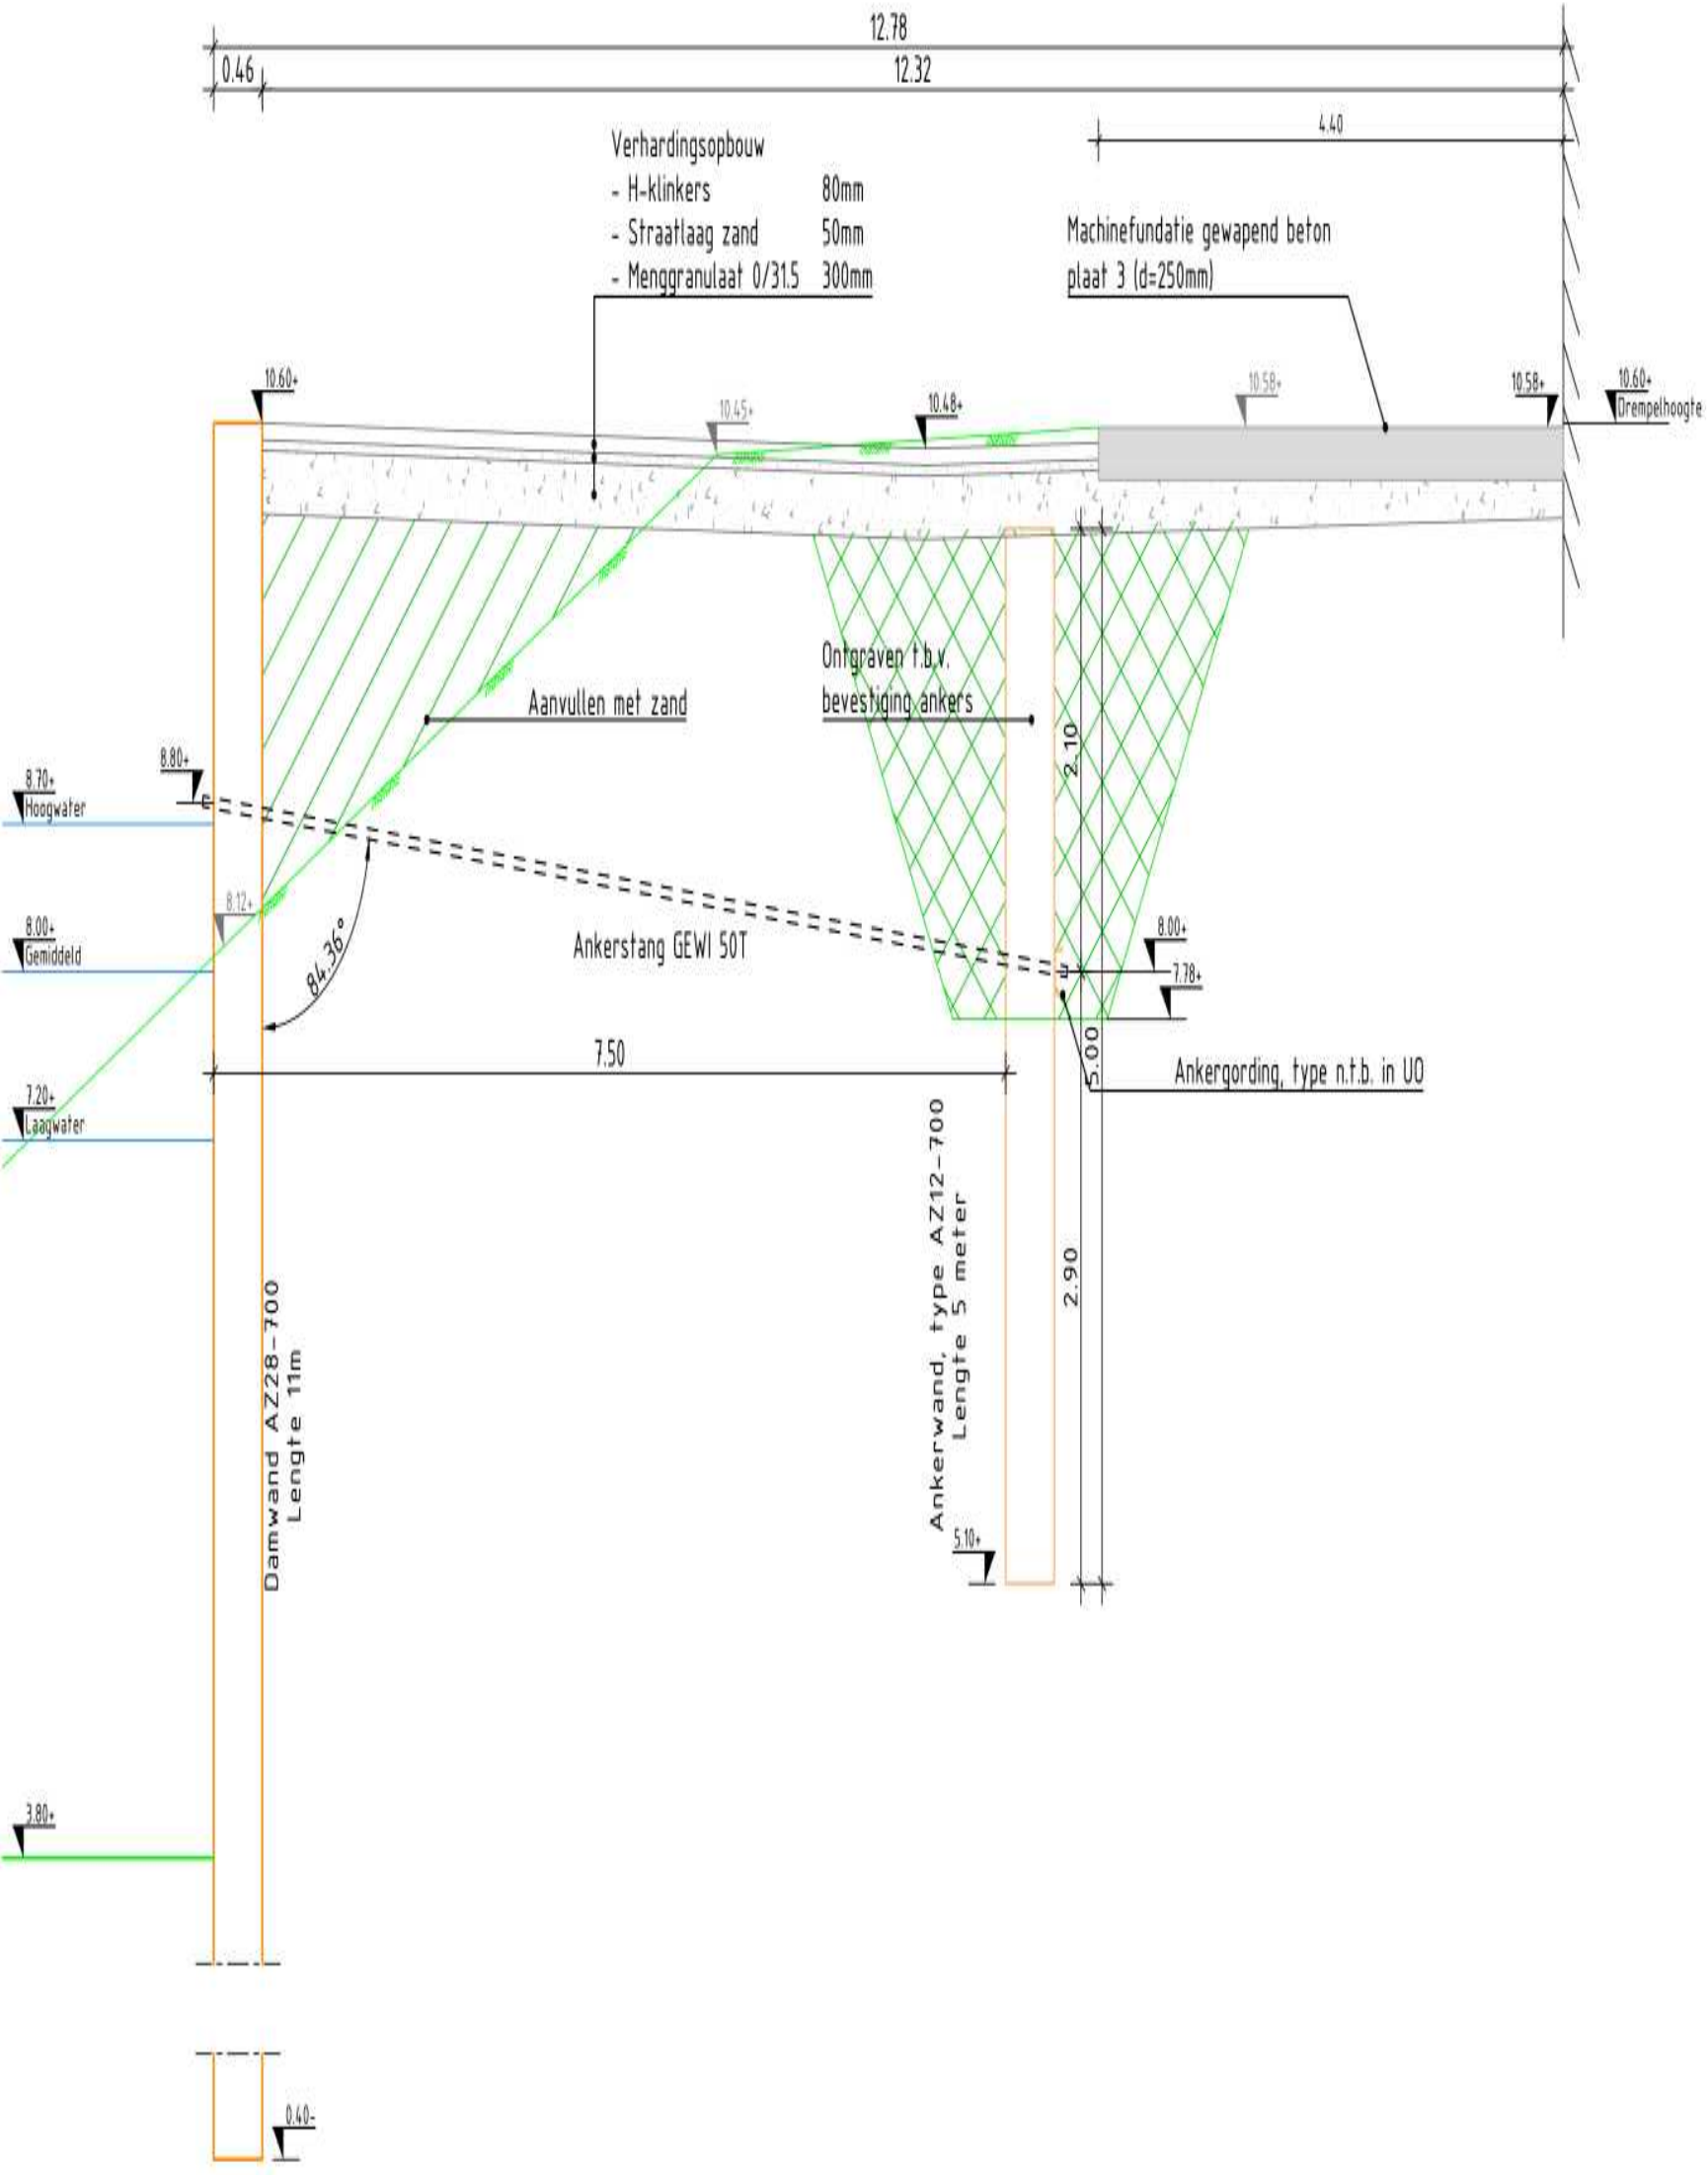 12.78
0.46
12.32
4.40
Verhardingsopbouw
- H-klinkers 80mm
- Straatlaag zand 50mm
- Menggranulaat 0/31.5 300mm
Machinefundatie gewapend beton
plaat 3 (d=250mm)
10.60+
10.45+
10.48+
10.58+
10.58+
10.60+
Drempelhoogte
Ontgraven t.b.v.
bevestiging ankers
Aanvullen met zand
2.10
8.80+
8.70+
Hoogwater
8.12+
8.00+
Gemiddeld
84.36°
Ankerstang GEWI 50T
8.00+
7.78+
7.50
5.00
Ankergording, type n.t.b. in UO
7.20+
Laagwater
Ankerwand, type AZ12-700
Lengte 5 meter
2.90
Damwand AZ28-700
Lengte 11m
5.10+
3.80+
0.40-